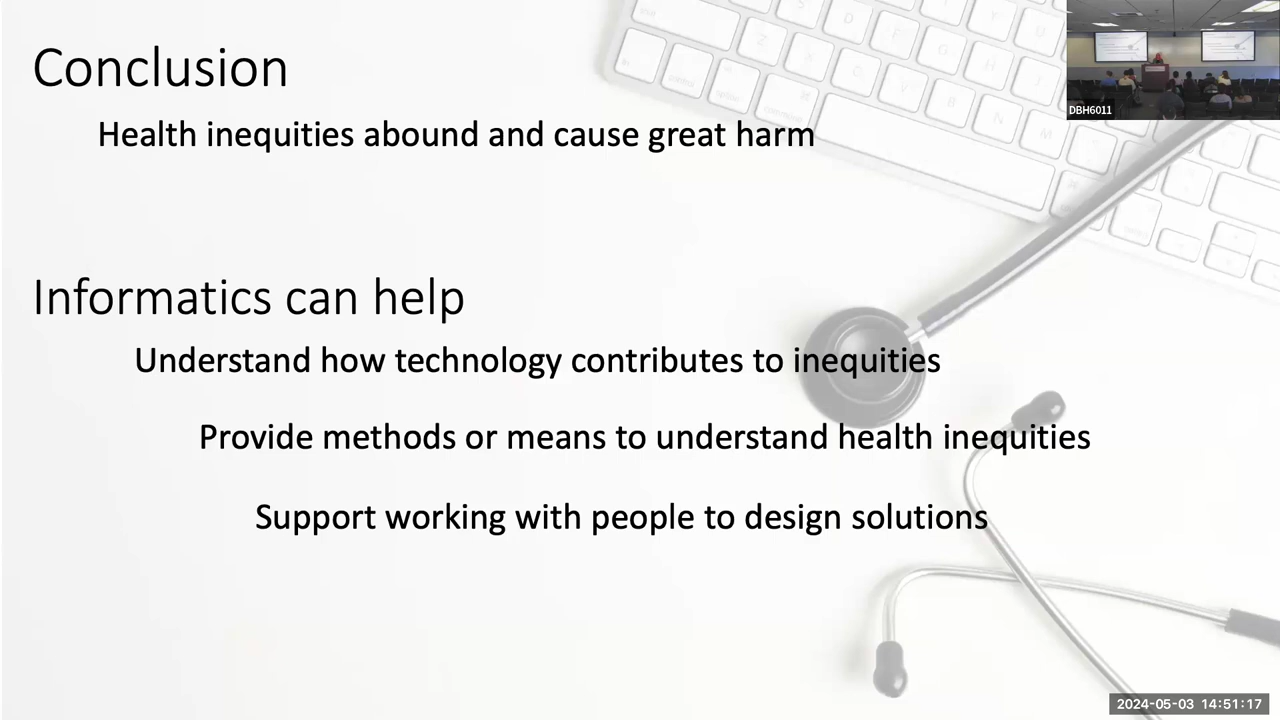 Conclusion
Health inequities abound and cause great harm
Informatics can help
Understand how technology contributes to inequities
Provide methods or means to understand health inequities
Support working with people to design solutions
DBH6011
2024-05-03 14:51:17